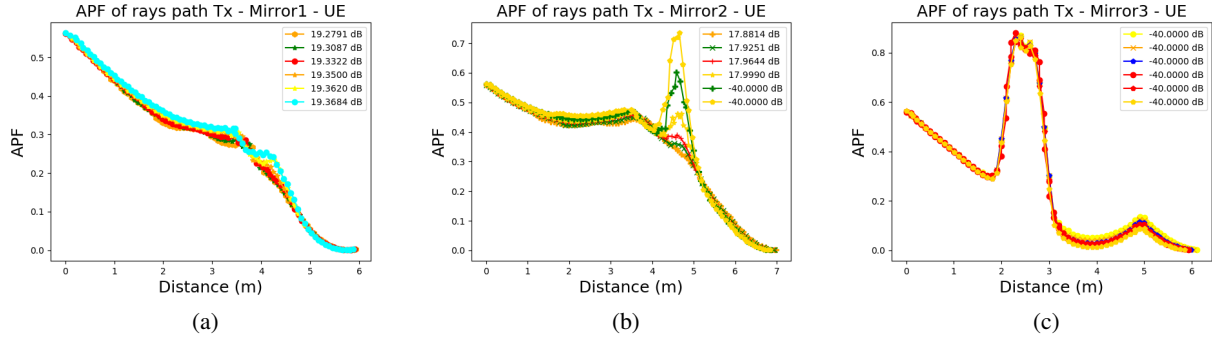 APF of rays path Tx - Mirror1 - UE
19.2791 dB
19.3087 dB
19.3322 dB
19.3500 dB
19.3620 dB
19.3684 dB
0.5
0.4
0.3
0.2
0.1
0.0
APF
0 1 2 3 4 5 6
Distance (m)
(a)
APF of rays path Tx - Mirror2 - UE
17.8814 dB
17.9251 dB
17.9644 dB
17.9990 dB
-40.0000 dB
-40.0000 dB
0.7
0.6
0.5
0.4
0.3
0.2
0.1
0.0
APF
0 1 2 3 4 5 6 7
Distance (m)
(b)
APF of rays path Tx - Mirror3 - UE
-40.0000 dB
-40.0000 dB
-40.0000 dB
-40.0000 dB
-40.0000 dB
-40.0000 dB
0.8
0.6
0.4
0.2
0.0
APF
0 1 2 3 4 5 6
Distance (m)
(c)